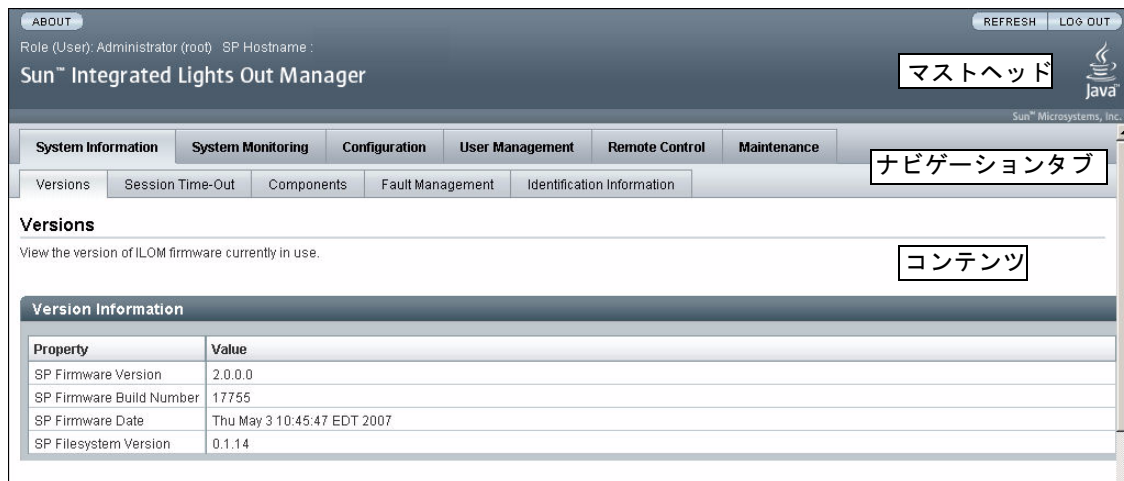 ABOUT REFRESH LOG OUT
Role (User): Administrator (root) SP Hostname :
Sun™ Integrated Lights Out Manager
マストヘッド
Java™
Sun™ Microsystems, Inc.
System Information System Monitoring Configuration User Management Remote Control Maintenance
ナビゲーションタブ
Versions Session Time-Out Components Fault Management Identification Information
Versions
View the version of ILOM firmware currently in use.
コンテンツ
Version Information
Property Value
SP Firmware Version 2.0.0.0
SP Firmware Build Number 17755
SP Firmware Date Thu May 3 10:45:47 EDT 2007
SP Filesystem Version 0.1.14